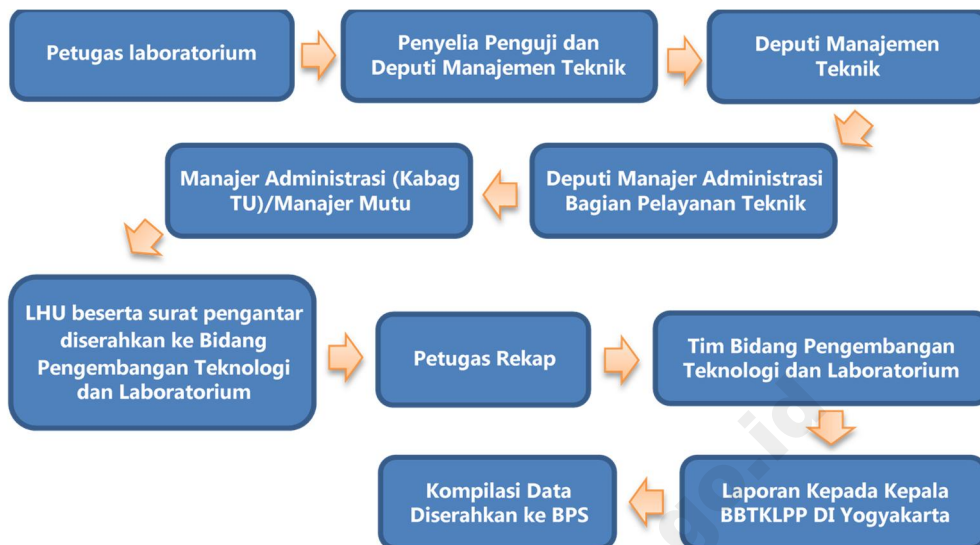 Petugas laboratorium
Penyelia Penguji dan
Deputi Manajemen Teknik
Deputi Manajemen
Teknik
Deputi Manajer Administrasi
Bagian Pelayanan Teknik
Manajer Administrasi (Kabag
TU)/Manajer Mutu
LHU beserta surat pengantar
diserahkan ke Bidang
Pengembangan Teknologi
dan Laboratorium
Petugas Rekap
Tim Bidang Pengembangan
Teknologi dan Laboratorium
Laporan Kepada Kepala
BBTKLPP DI Yogyakarta
Kompilasi Data
Diserahkan ke BPS
go.id